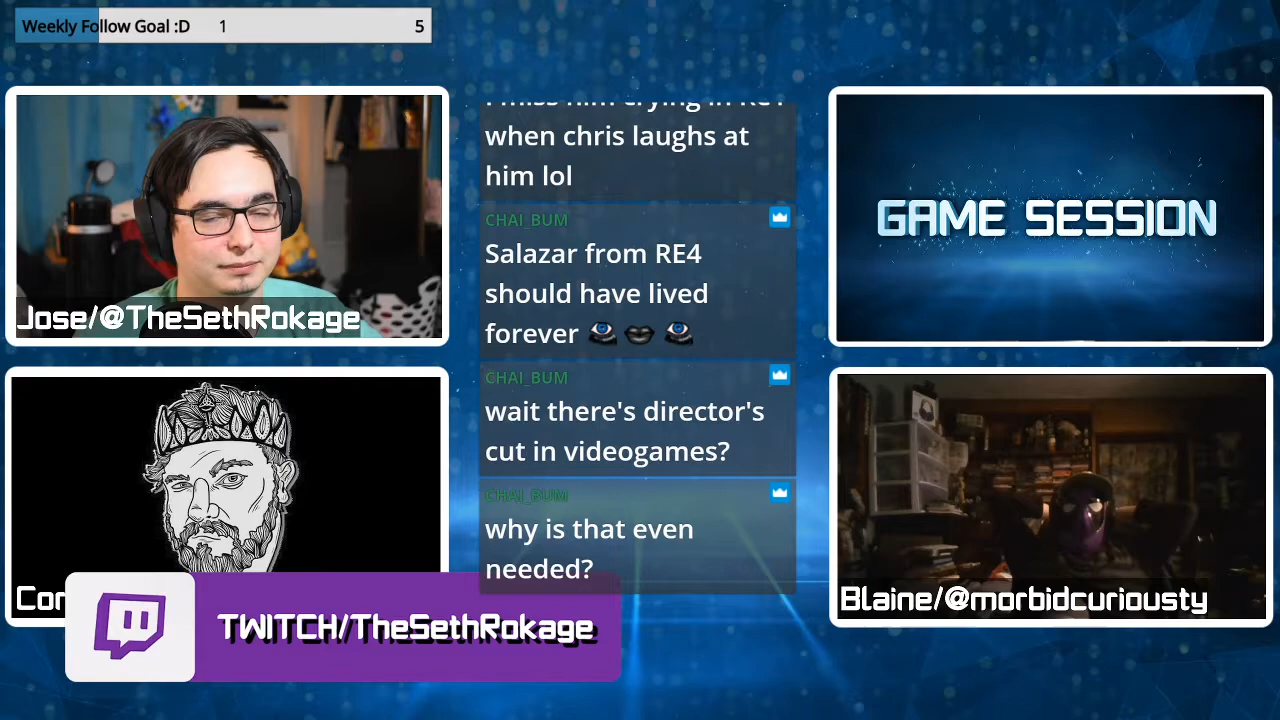 Weekly Follow Goal :D 1 5
when chris laughs at
him lol
CHAI_BUM
Salazar from RE4
should have lived
forever
CHAI_BUM
wait there's director's
cut in videogames?
CHAI_BUM
why is that even
needed?
Jose/@TheSethRokage
GAME SESSION
Cor
Blaine/@morbidcuriousty
TWITCH/TheSethRokage